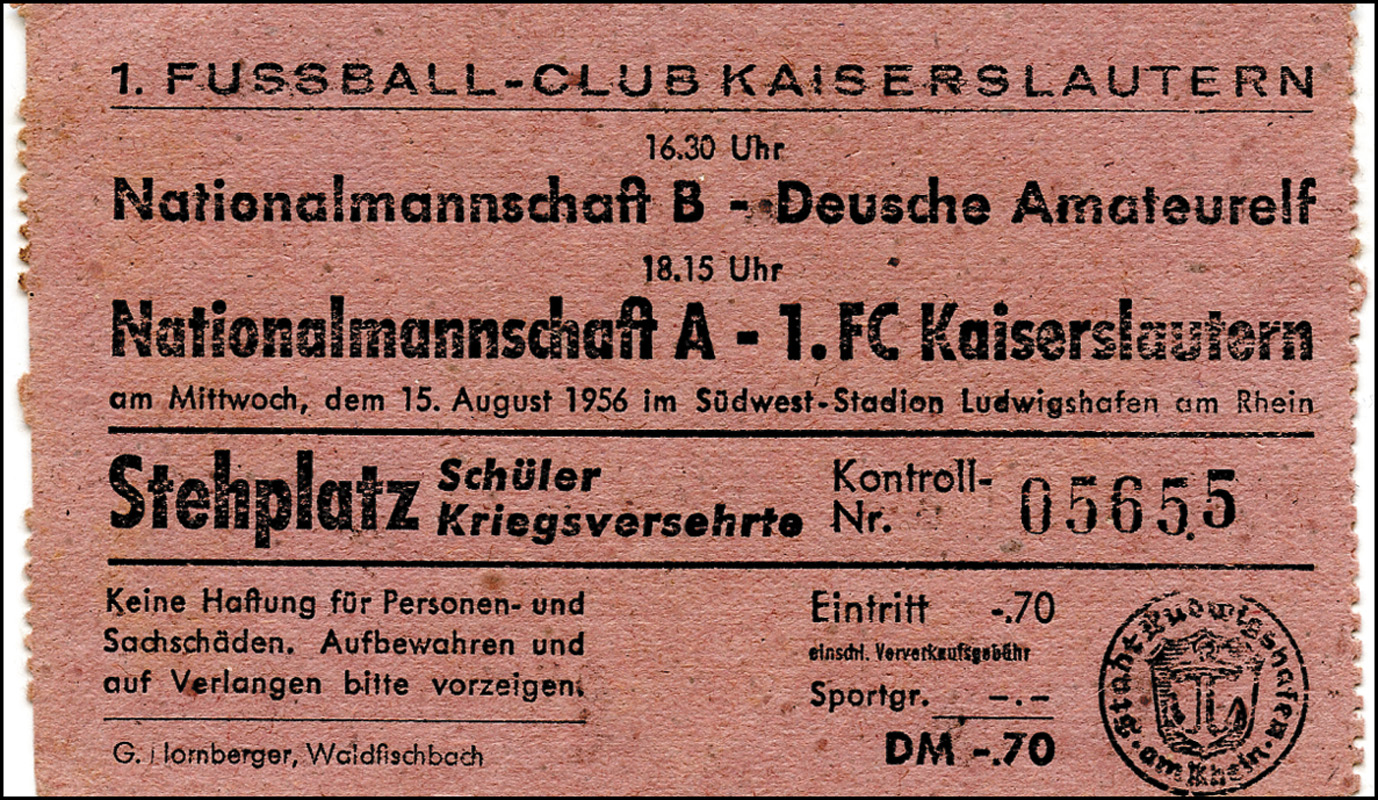 1. FUSSBALL-CLUB KAISERSLAUTERN
16.30 Uhr
Nationalmannschaft B - Deusche Amateurelf
18.15 Uhr
Nationalmannschaft A - 1. FC Kaiserslautern
am Mittwoch, dem 15. August 1956 im Südwest-Stadion Ludwigshafen am Rhein
Stehplatz Schüler
Kriegsversehrte
Kontroll-
Nr. 05655
Keine Haftung für Personen- und
Sachschäden. Aufbewahren und
auf Verlangen bitte vorzeigen.
G. Hornberger, Waldfischbach
Eintritt -.70
einschl. Vorverkaufsgebühr
Sportgr. -.-
DM -.70
Stadt Ludwigshafen
am Rhein